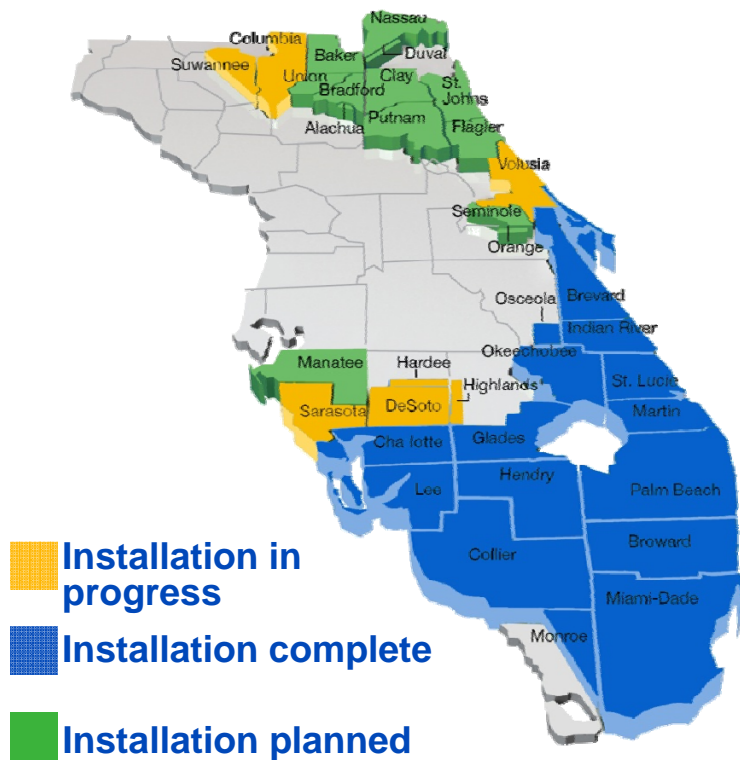 Nassau
Columbia
Baker
Duval
Suwannee
Union
Clay
Bradford
St.
Johns
Alachua
Putnam
Flagler
Volusia
Seminole
Orange
Osceola
Brevard
Indian River
Okeechobee
Manatee
Hardee
Highlands
St. Lucie
Sarasota
DeSoto
Martin
Cha lotte
Glades
Hendry
Lee
Palm Beach
Collier
Broward
Miami-Dade
Monroe
Installation in
progress
Installation complete
Installation planned